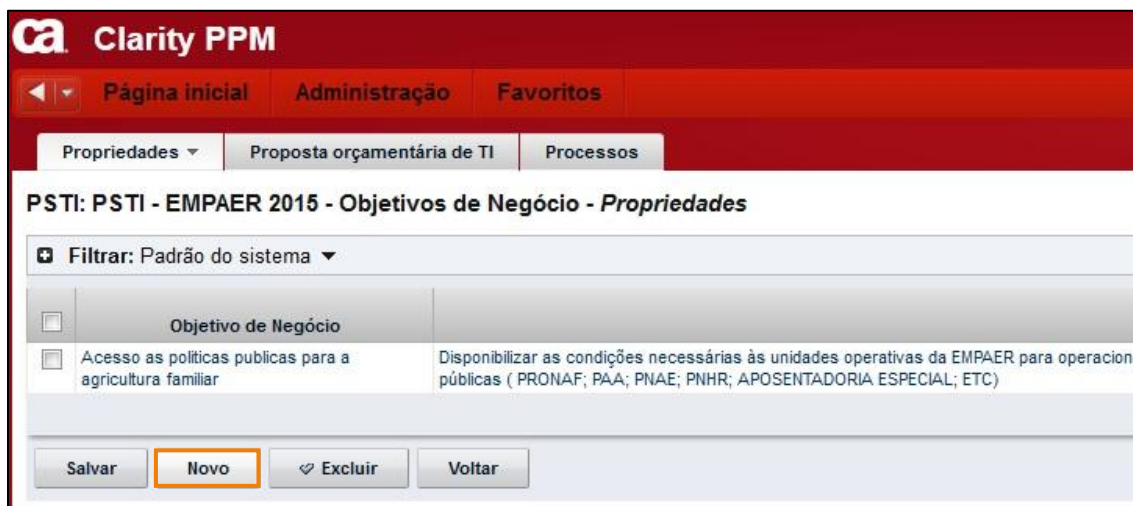 ca Clarity PPM
Página inicial Administração Favoritos
Propriedades Proposta orçamentária de TI Processos
PSTI: PSTI - EMPAER 2015 - Objetivos de Negócio - Propriedades
Filtrar: Padrão do sistema
Objetivo de Negócio
Acesso as politicas publicas para a Disponibilizar as condições necessárias às unidades operativas da EMPAER para operacion
agricultura familiar públicas ( PRONAF; PAA; PNAE; PNHR; APOSENTADORIA ESPECIAL; ETC)
Salvar Novo Excluir Voltar